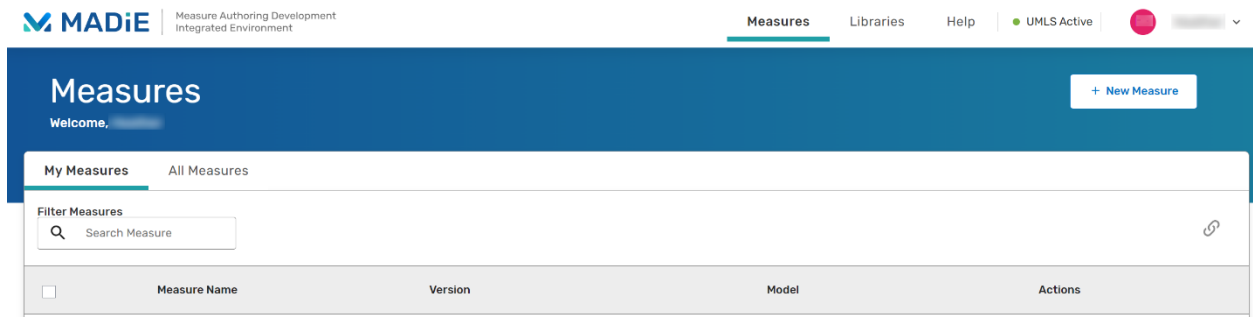 MADiE
Measure Authoring Development
Integrated Environment
Measures
Libraries
Help
UMLS Active
Measures
Welcome,
+ New Measure
My Measures
All Measures
Filter Measures
Search Measure
Measure Name
Version
Model
Actions